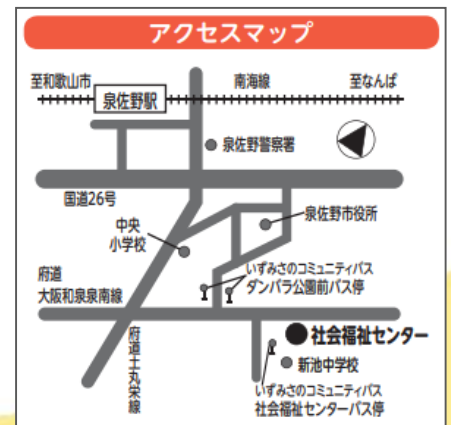 アクセスマップ
至和歌山市
南海線
至なんば
泉佐野駅
泉佐野警察署
国道26号
泉佐野市役所
中央
小学校
いずみさのコミュニティバス
ダンバラ公園前バス停
府道
大阪和泉泉南線
社会福祉センター
府道土丸栄線
新池中学校
いずみさのコミュニティバス
社会福祉センターバス停